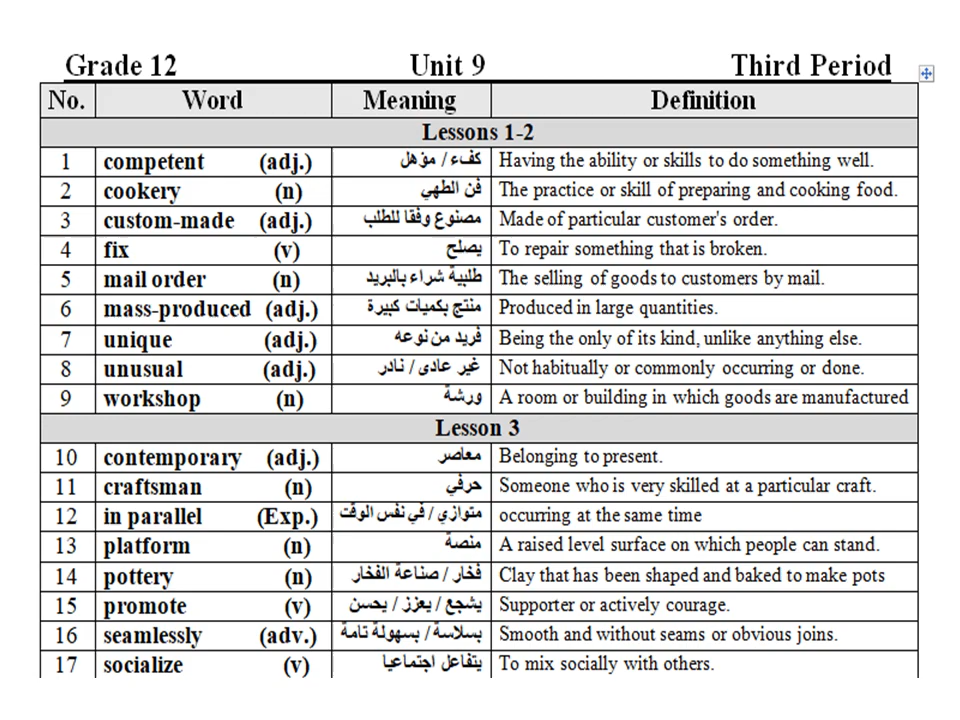 Grade 12 Unit 9 Third Period
No. Word Meaning Definition
Lessons 1-2
1 competent (adj.) كفء / مؤهل Having the ability or skills to do something well.
2 cookery (n) فن الطهي The practice or skill of preparing and cooking food.
3 custom-made (adj.) مصنوع وفقا للطلب Made of particular customer's order.
4 fix (v) يصلح To repair something that is broken.
5 mail order (n) طلبية شراء بالبريد The selling of goods to customers by mail.
6 mass-produced (adj.) منتج بكميات كبيرة Produced in large quantities.
7 unique (adj.) فريد من نوعه Being the only of its kind, unlike anything else.
8 unusual (adj.) غير عادى / نادر Not habitually or commonly occurring or done.
9 workshop (n) ورشة A room or building in which goods are manufactured
Lesson 3
10 contemporary (adj.) معاصر Belonging to present.
11 craftsman (n) حرفي Someone who is very skilled at a particular craft.
12 in parallel (Exp.) متوازي / في نفس الوقت occurring at the same time
13 platform (n) منصة A raised level surface on which people can stand.
14 pottery (n) فخار / صناعة الفخار Clay that has been shaped and baked to make pots
15 promote (v) يشجع / يعزز / يحسن Supporter or actively courage.
16 seamlessly (adv.) بسلاسة / بسهولة تامة Smooth and without seams or obvious joins.
17 socialize (v) يتفاعل اجتماعيا To mix socially with others.